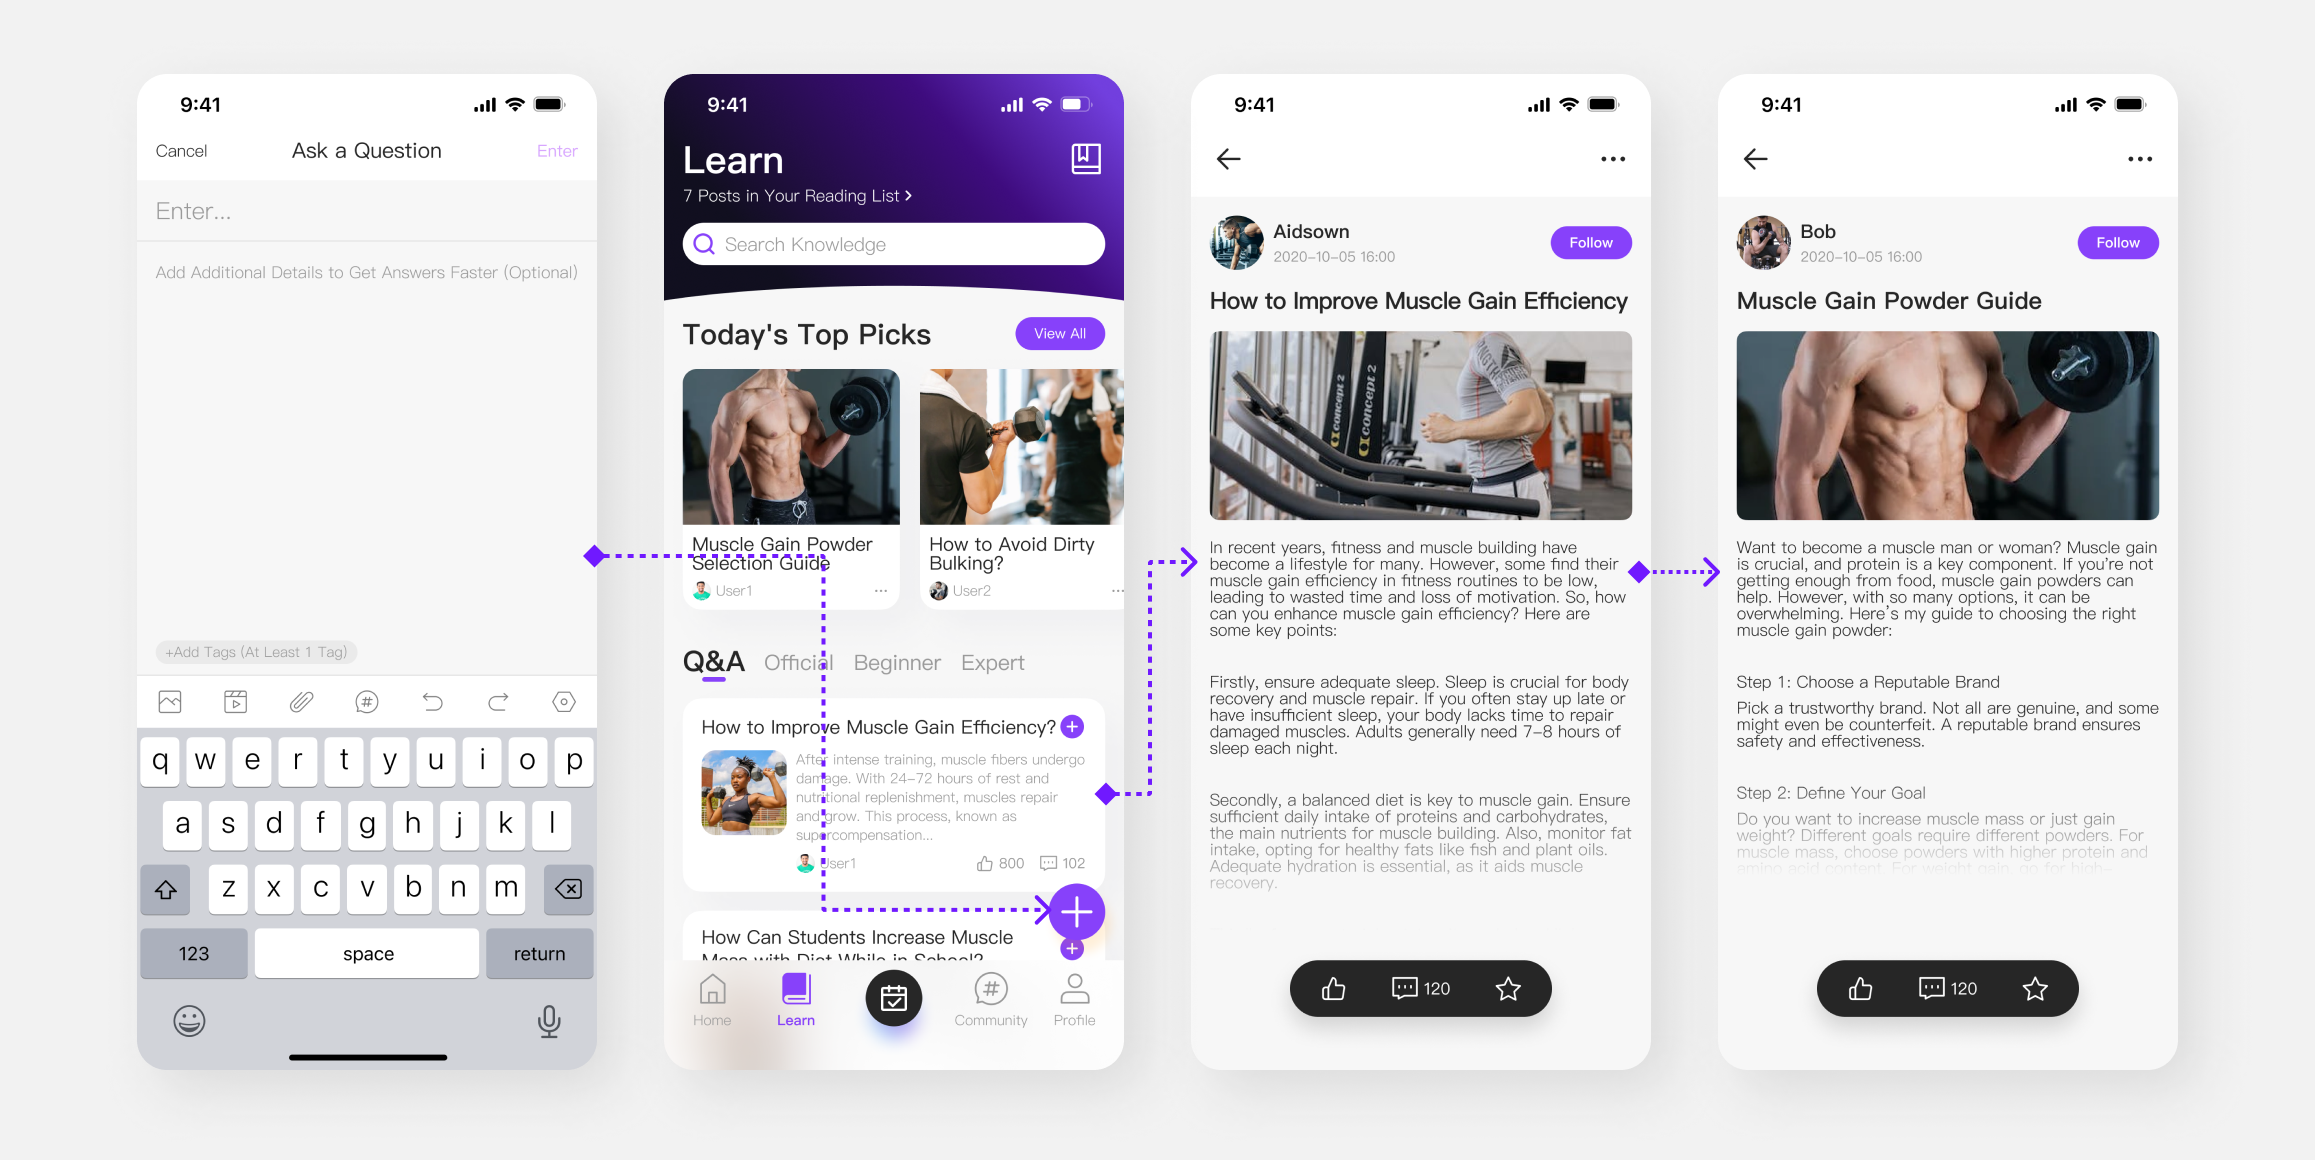 9:41
Cancel
Ask a Question
Enter
Enter...
Add Additional Details to Get Answers Faster (Optional)
+Add Tags (At Least 1 Tag)
q w e r t y u i o p
a s d f g h j k l
z x c v b n m
123 space return
9:41
Learn
7 Posts in Your Reading List >
Search Knowledge
Today's Top Picks
View All
Muscle Gain Powder
Selection Guide
User1
How to Avoid Dirty
Bulking?
User2
Q&A Official Beginner Expert
How to Improve Muscle Gain Efficiency?
After intense training, muscle fibers undergo
damage. With 24-72 hours of rest and
nutritional replenishment, muscles repair
and grow. This process, known as
supercompensation...
User1
800
102
How Can Students Increase Muscle
Mass with Diet While in School?
Home
Learn
Community
Profile
9:41
Aidsown
2020-10-05 16:00
Follow
How to Improve Muscle Gain Efficiency
concept 2
concept 2
In recent years, fitness and muscle building have
become a lifestyle for many. However, some find their
muscle gain efficiency in fitness routines to be low,
leading to wasted time and loss of motivation. So, how
can you enhance muscle gain efficiency? Here are
some key points:
Firstly, ensure adequate sleep. Sleep is crucial for body
recovery and muscle repair. If you often stay up late or
have insufficient sleep, your body lacks time to repair
damaged muscles. Adults generally need 7-8 hours of
sleep each night.
Secondly, a balanced diet is key to muscle gain. Ensure
sufficient daily intake of proteins and carbohydrates,
the main nutrients for muscle building. Also, monitor fat
intake, opting for healthy fats like fish and plant oils.
Adequate hydration is essential, as it aids muscle
recovery.
120
9:41
Bob
2020-10-05 16:00
Follow
Muscle Gain Powder Guide
Want to become a muscle man or woman? Muscle gain
is crucial, and protein is a key component. If you're not
getting enough from food, muscle gain powders can
help. However, with so many options, it can be
overwhelming. Here's my guide to choosing the right
muscle gain powder:
Step 1: Choose a Reputable Brand
Pick a trustworthy brand. Not all are genuine, and some
might even be counterfeit. A reputable brand ensures
safety and effectiveness.
Step 2: Define Your Goal
Do you want to increase muscle mass or just gain
weight? Different goals require different powders. For
muscle mass, choose powders with higher protein and
amino acid content. For weight gain, go for high-
120